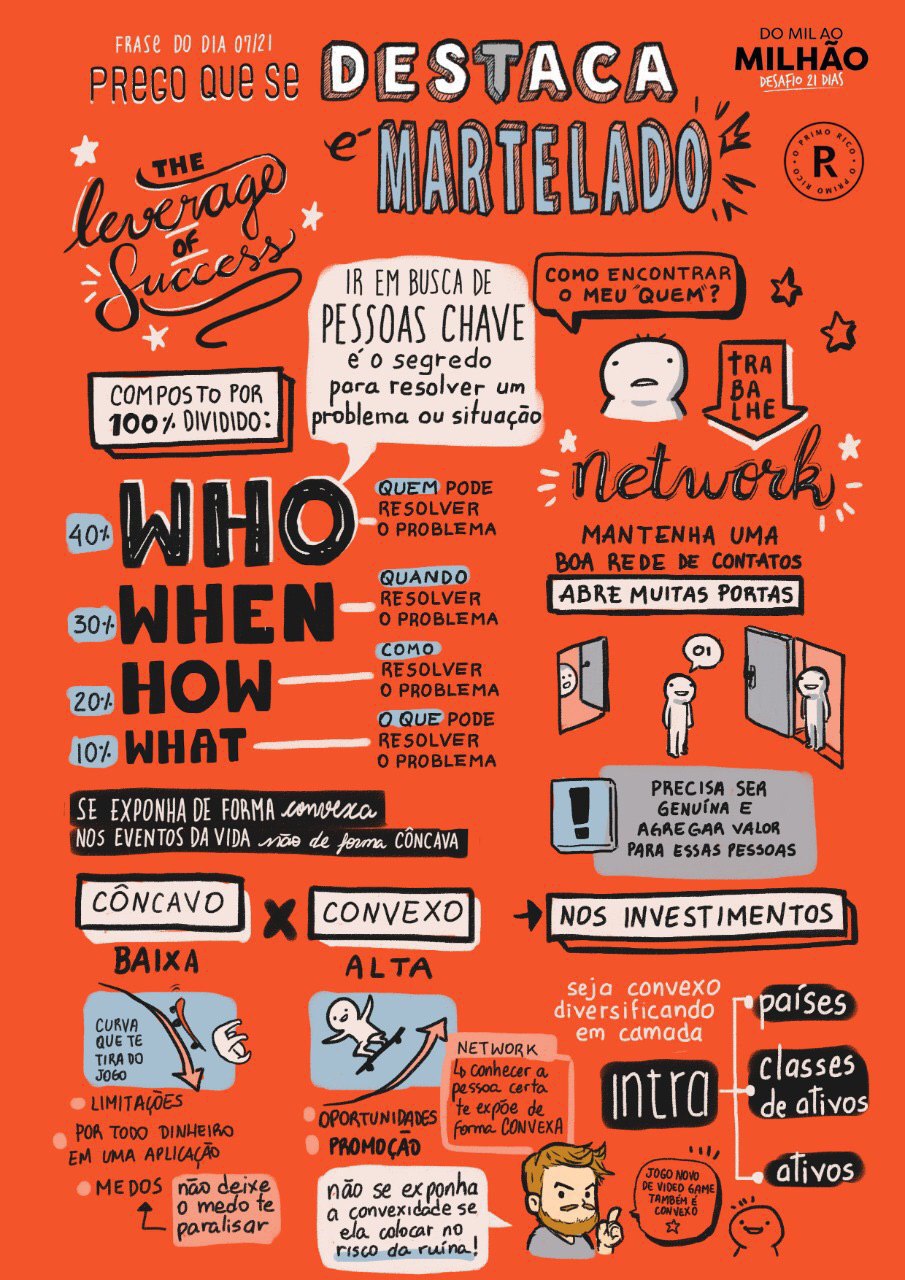 FRASE DO DIA 07/21
PREGO QUE SE DESTACA
é MARTELADO
DO MIL AO
MILHÃO
DESAFIO 21 DIAS
O PRIMO RICO • O PRIMO RICO •
R
THE
leverage
OF
Success
IR EM BUSCA DE
PESSOAS CHAVE
é o segredo
para resolver um
problema ou situação
COMPOSTO POR
100% DIVIDIDO:
40% WHO
QUEM PODE
RESOLVER
O PROBLEMA
30% WHEN
QUANDO
RESOLVER
O PROBLEMA
20% HOW
COMO
RESOLVER
O PROBLEMA
10% WHAT
O QUE PODE
RESOLVER
O PROBLEMA
COMO ENCONTRAR
O MEU "QUEM"?
TRA
BA
LHE
network
MANTENHA UMA
BOA REDE DE CONTATOS
ABRE MUITAS PORTAS
OI
!
PRECISA SER
GENUÍNA E
AGREGAR VALOR
PARA ESSAS PESSOAS
SE EXPONHA DE FORMA convexa
NOS EVENTOS DA VIDA não de forma CÔNCAVA
CÔNCAVO X CONVEXO
BAIXA
CURVA
QUE TE
TIRA DO
JOGO
LIMITAÇÕES
POR TODO DINHEIRO
EM UMA APLICAÇÃO
MEDOS
não deixe
o medo te
paralisar
ALTA
NETWORK
↳ conhecer a
pessoa certa
te expõe de
forma CONVEXA
OPORTUNIDADES
PROMOÇÃO
não se exponha
a convexidade se
ela colocar no
risco da ruína!
→ NOS INVESTIMENTOS
seja convexo
diversificando
em camada
intra
países
classes
de ativos
ativos
JOGO NOVO
DE VIDEO GAME
TAMBÉM É
CONVEXO